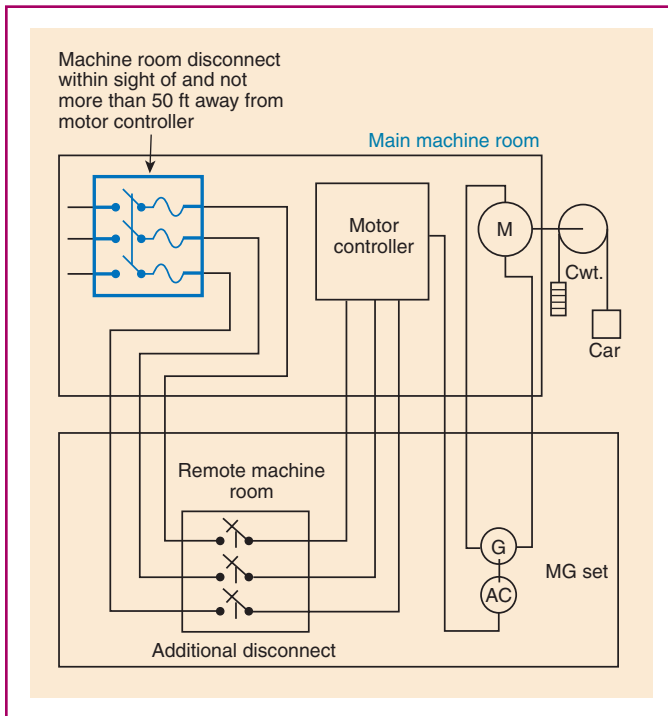 Machine room disconnect
within sight of and not
more than 50 ft away from
motor controller
Main machine room
Motor
controller
M
Cwt.
Car
Remote machine
room
G
MG set
AC
Additional disconnect